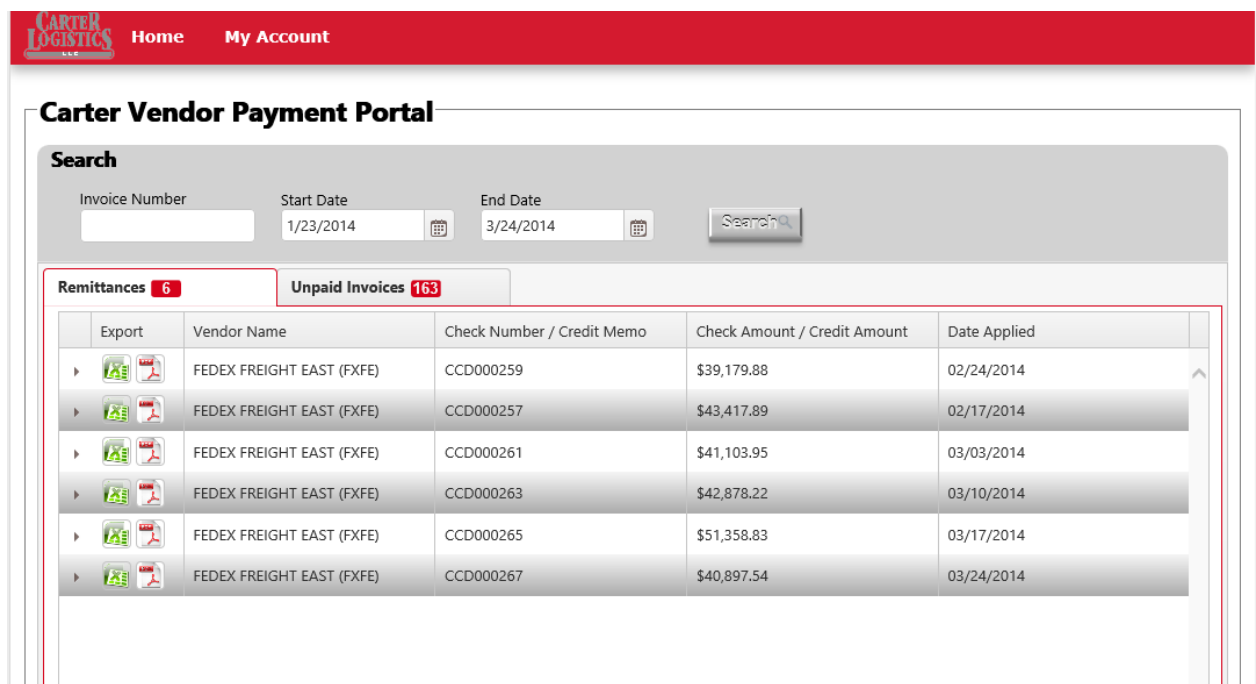 CARTER
LOGISTICS
LLC
Home My Account
Carter Vendor Payment Portal
Search
Invoice Number Start Date End Date
1/23/2014 3/24/2014 Search
Remittances 6 Unpaid Invoices 163
Export Vendor Name Check Number / Credit Memo Check Amount / Credit Amount Date Applied
FEDEX FREIGHT EAST (FXFE) CCD000259 $39,179.88 02/24/2014
FEDEX FREIGHT EAST (FXFE) CCD000257 $43,417.89 02/17/2014
FEDEX FREIGHT EAST (FXFE) CCD000261 $41,103.95 03/03/2014
FEDEX FREIGHT EAST (FXFE) CCD000263 $42,878.22 03/10/2014
FEDEX FREIGHT EAST (FXFE) CCD000265 $51,358.83 03/17/2014
FEDEX FREIGHT EAST (FXFE) CCD000267 $40,897.54 03/24/2014